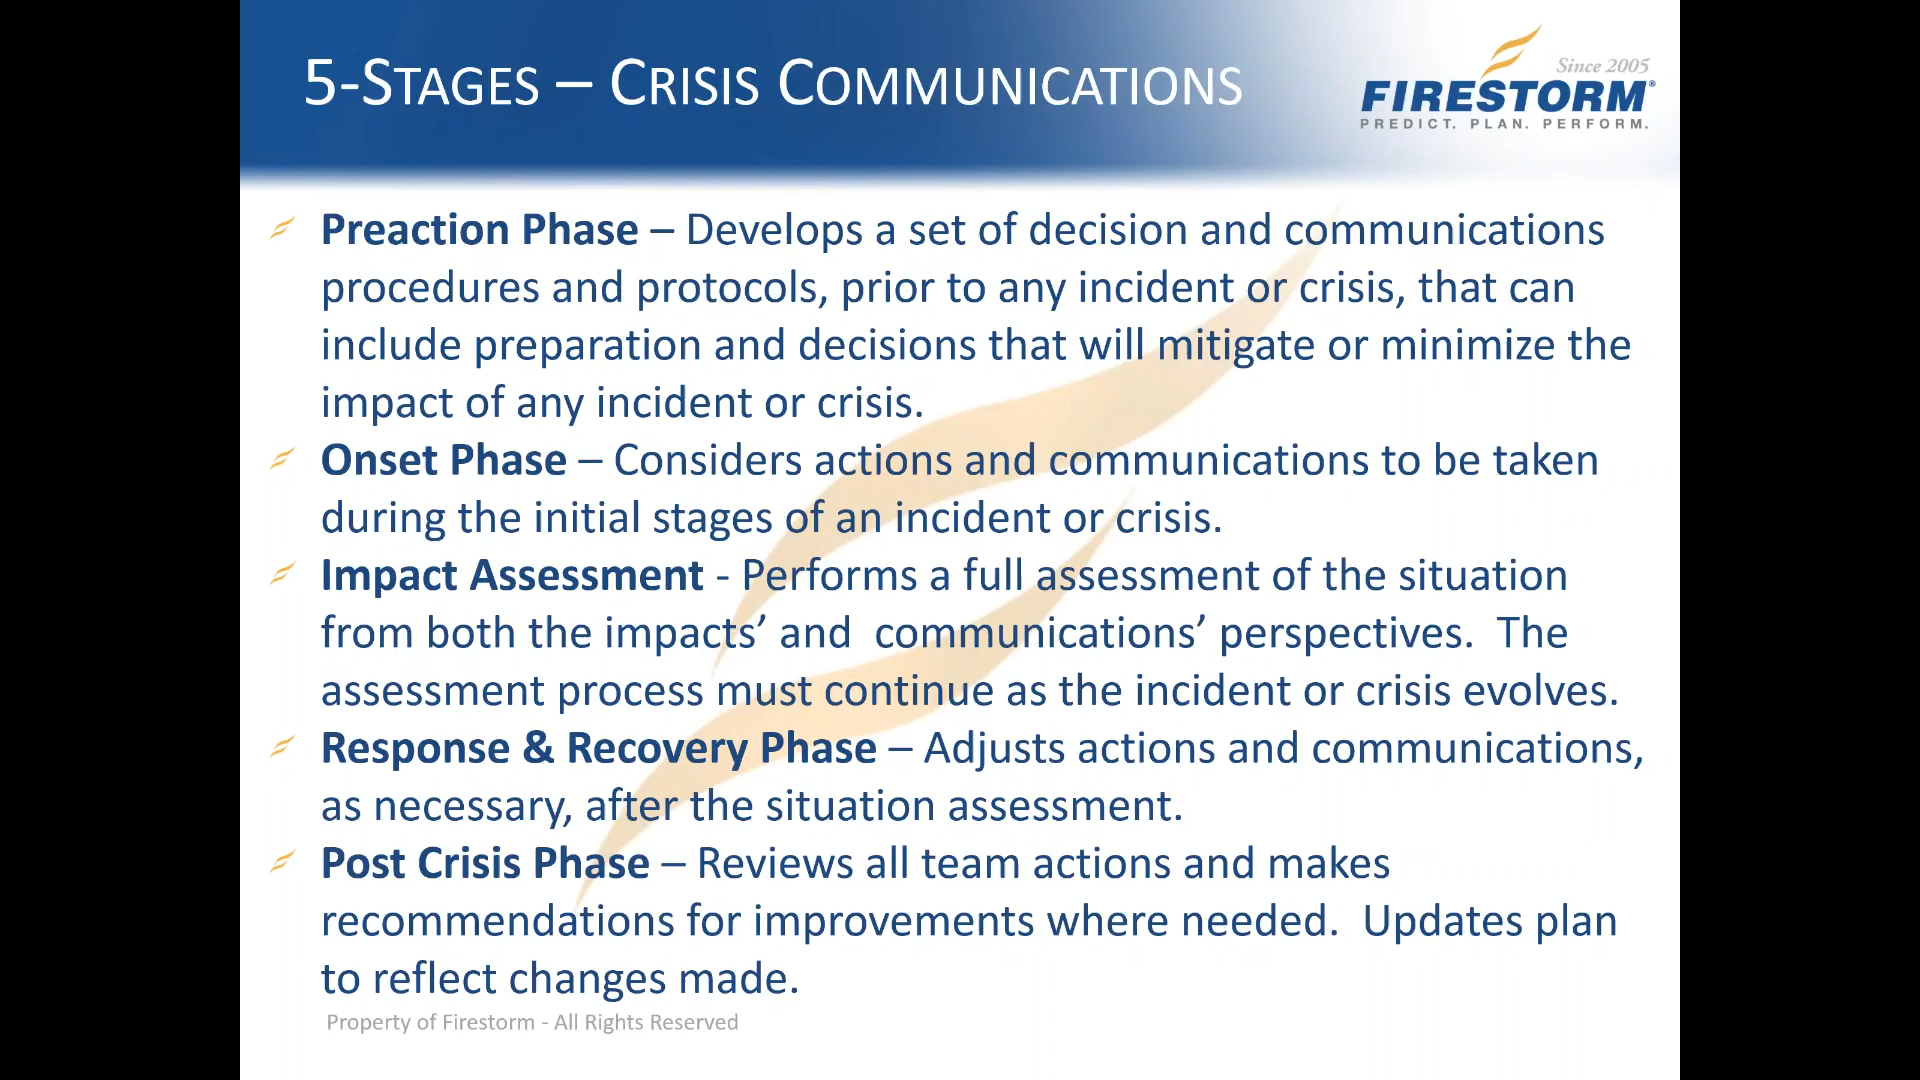 5-Stages – Crisis Communications
Since 2005
FIRESTORM®
PREDICT. PLAN. PERFORM.
Preaction Phase – Develops a set of decision and communications
procedures and protocols, prior to any incident or crisis, that can
include preparation and decisions that will mitigate or minimize the
impact of any incident or crisis.
Onset Phase – Considers actions and communications to be taken
during the initial stages of an incident or crisis.
Impact Assessment - Performs a full assessment of the situation
from both the impacts’ and  communications’ perspectives.  The
assessment process must continue as the incident or crisis evolves.
Response & Recovery Phase – Adjusts actions and communications,
as necessary, after the situation assessment.
Post Crisis Phase – Reviews all team actions and makes
recommendations for improvements where needed.  Updates plan
to reflect changes made.
Property of Firestorm - All Rights Reserved